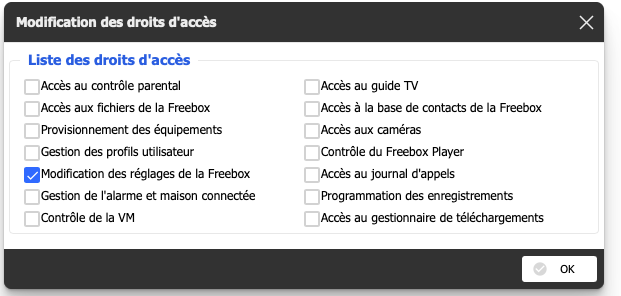 Modification des droits d'accès
Liste des droits d'accès
Accès au contrôle parental
Accès aux fichiers de la Freebox
Provisionnement des équipements
Gestion des profils utilisateur
Modification des réglages de la Freebox
Gestion de l'alarme et maison connectée
Contrôle de la VM
Accès au guide TV
Accès à la base de contacts de la Freebox
Accès aux caméras
Contrôle du Freebox Player
Accès au journal d'appels
Programmation des enregistrements
Accès au gestionnaire de téléchargements
OK